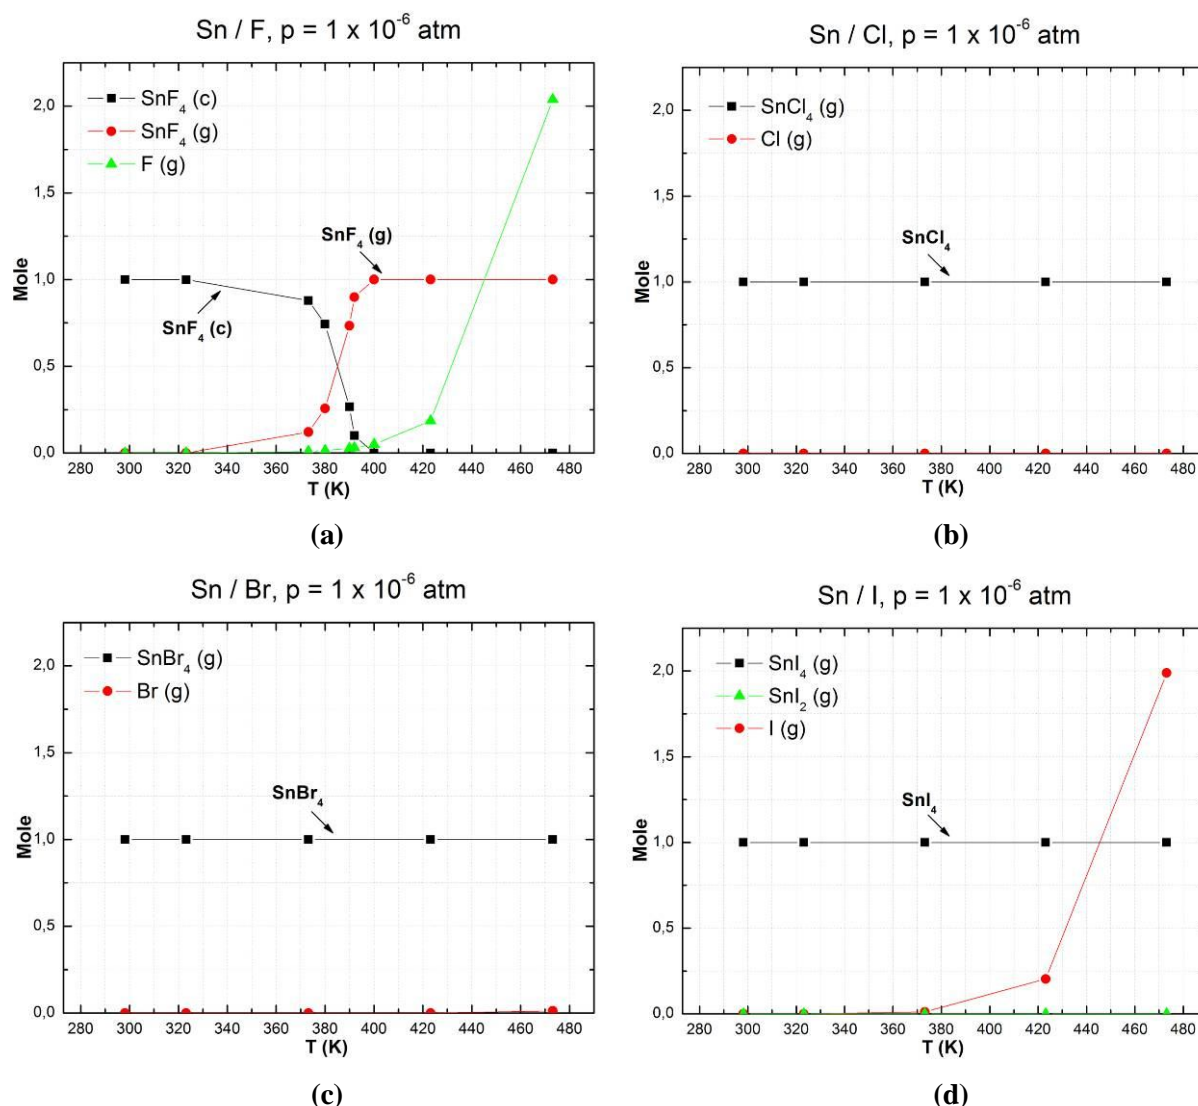 Sn / F, p = 1 x 10⁻⁶ atm
SnF₄ (c)
SnF₄ (g)
F (g)
SnF₄ (g)
SnF₄ (c)
Mole
2,0
1,5
1,0
0,5
0,0
280 300 320 340 360 380 400 420 440 460 480
T (K)
(a)
Sn / Cl, p = 1 x 10⁻⁶ atm
SnCl₄ (g)
Cl (g)
SnCl₄
Mole
2,0
1,5
1,0
0,5
0,0
280 300 320 340 360 380 400 420 440 460 480
T (K)
(b)
Sn / Br, p = 1 x 10⁻⁶ atm
SnBr₄ (g)
Br (g)
SnBr₄
Mole
2,0
1,5
1,0
0,5
0,0
280 300 320 340 360 380 400 420 440 460 480
T (K)
(c)
Sn / I, p = 1 x 10⁻⁶ atm
SnI₄ (g)
SnI₂ (g)
I (g)
SnI₄
Mole
2,0
1,5
1,0
0,5
0,0
280 300 320 340 360 380 400 420 440 460 480
T (K)
(d)